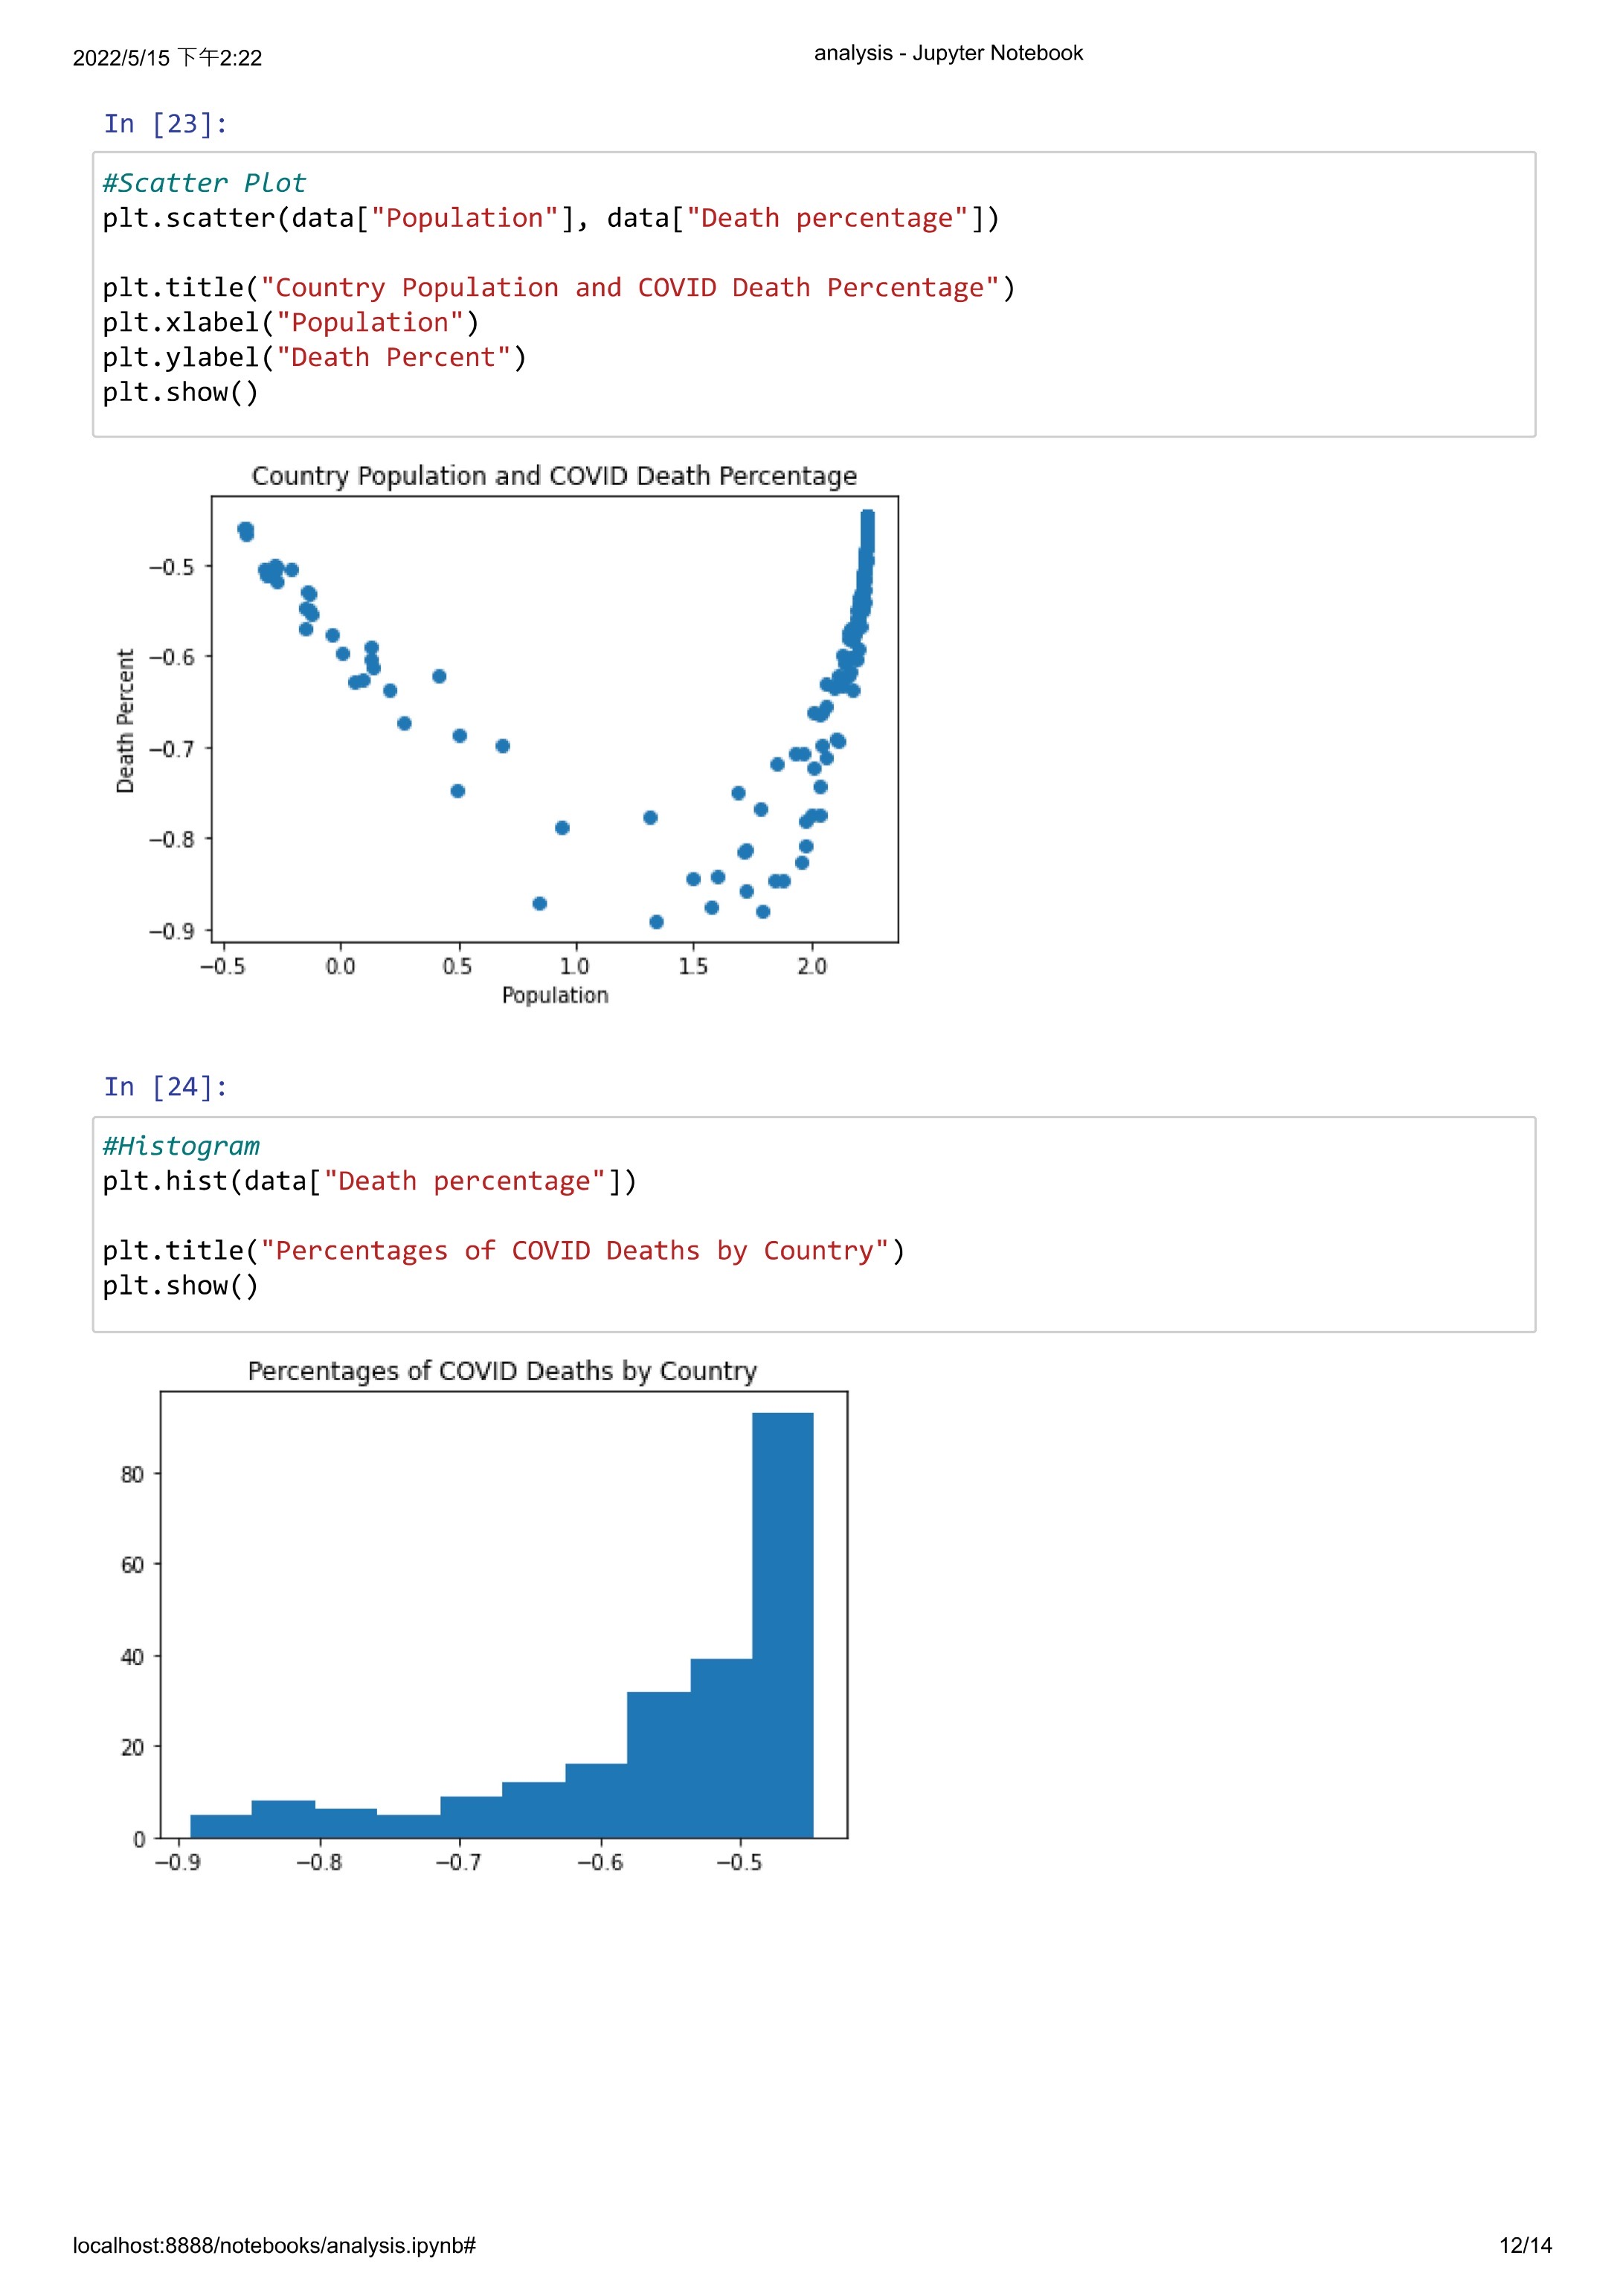 2022/5/15 下午2:22
analysis - Jupyter Notebook
In [23]:
#Scatter Plot
plt.scatter(data["Population"], data["Death percentage"])
plt.title("Country Population and COVID Death Percentage")
plt.xlabel("Population")
plt.ylabel("Death Percent")
plt.show()
Country Population and COVID Death Percentage
Death Percent
−0.5
−0.6
−0.7
−0.8
−0.9
−0.5 0.0 0.5 1.0 1.5 2.0
Population
In [24]:
#Histogram
plt.hist(data["Death percentage"])
plt.title("Percentages of COVID Deaths by Country")
plt.show()
Percentages of COVID Deaths by Country
80
60
40
20
0
−0.9 −0.8 −0.7 −0.6 −0.5
localhost:8888/notebooks/analysis.ipynb#
12/14